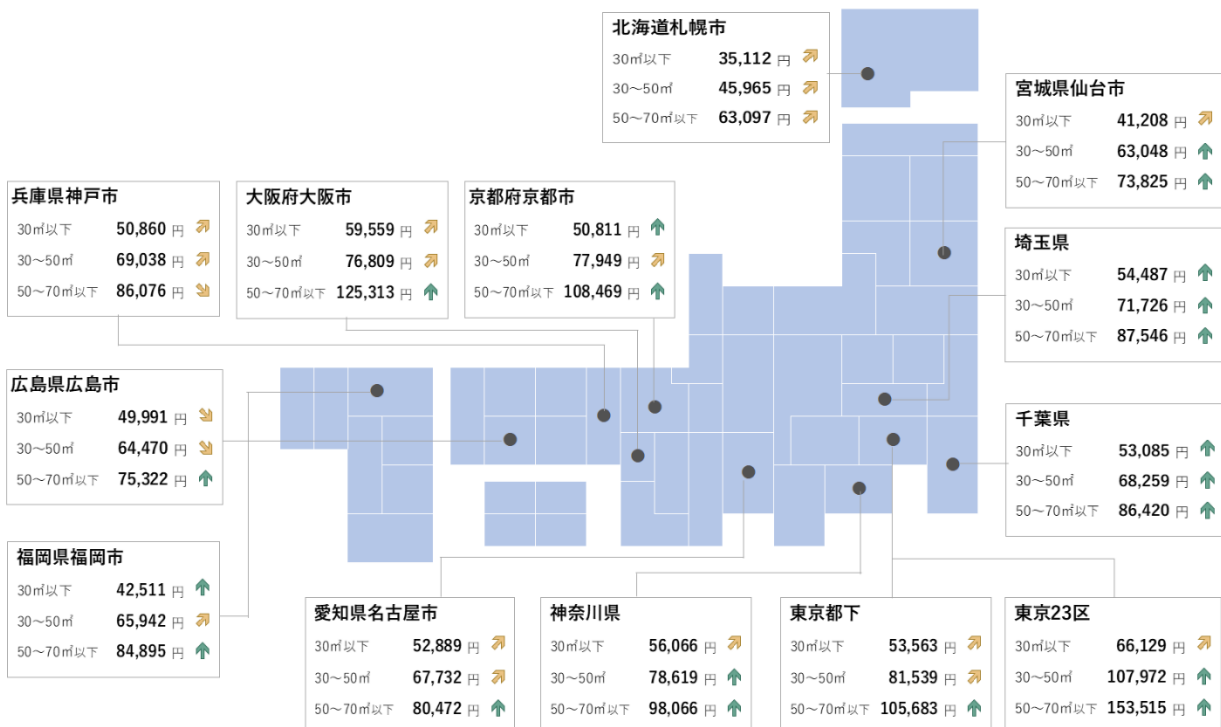 北海道札幌市
30㎡以下 35,112 円
30～50㎡ 45,965 円
50～70㎡以下 63,097 円
宮城県仙台市
30㎡以下 41,208 円
30～50㎡ 63,048 円
50～70㎡以下 73,825 円
兵庫県神戸市
30㎡以下 50,860 円
30～50㎡ 69,038 円
50～70㎡以下 86,076 円
大阪府大阪市
30㎡以下 59,559 円
30～50㎡ 76,809 円
50～70㎡以下 125,313 円
京都府京都市
30㎡以下 50,811 円
30～50㎡ 77,949 円
50～70㎡以下 108,469 円
埼玉県
30㎡以下 54,487 円
30～50㎡ 71,726 円
50～70㎡以下 87,546 円
広島県広島市
30㎡以下 49,991 円
30～50㎡ 64,470 円
50～70㎡以下 75,322 円
千葉県
30㎡以下 53,085 円
30～50㎡ 68,259 円
50～70㎡以下 86,420 円
福岡県福岡市
30㎡以下 42,511 円
30～50㎡ 65,942 円
50～70㎡以下 84,895 円
愛知県名古屋市
30㎡以下 52,889 円
30～50㎡ 67,732 円
50～70㎡以下 80,472 円
神奈川県
30㎡以下 56,066 円
30～50㎡ 78,619 円
50～70㎡以下 98,066 円
東京都下
30㎡以下 53,563 円
30～50㎡ 81,539 円
50～70㎡以下 105,683 円
東京23区
30㎡以下 66,129 円
30～50㎡ 107,972 円
50～70㎡以下 153,515 円